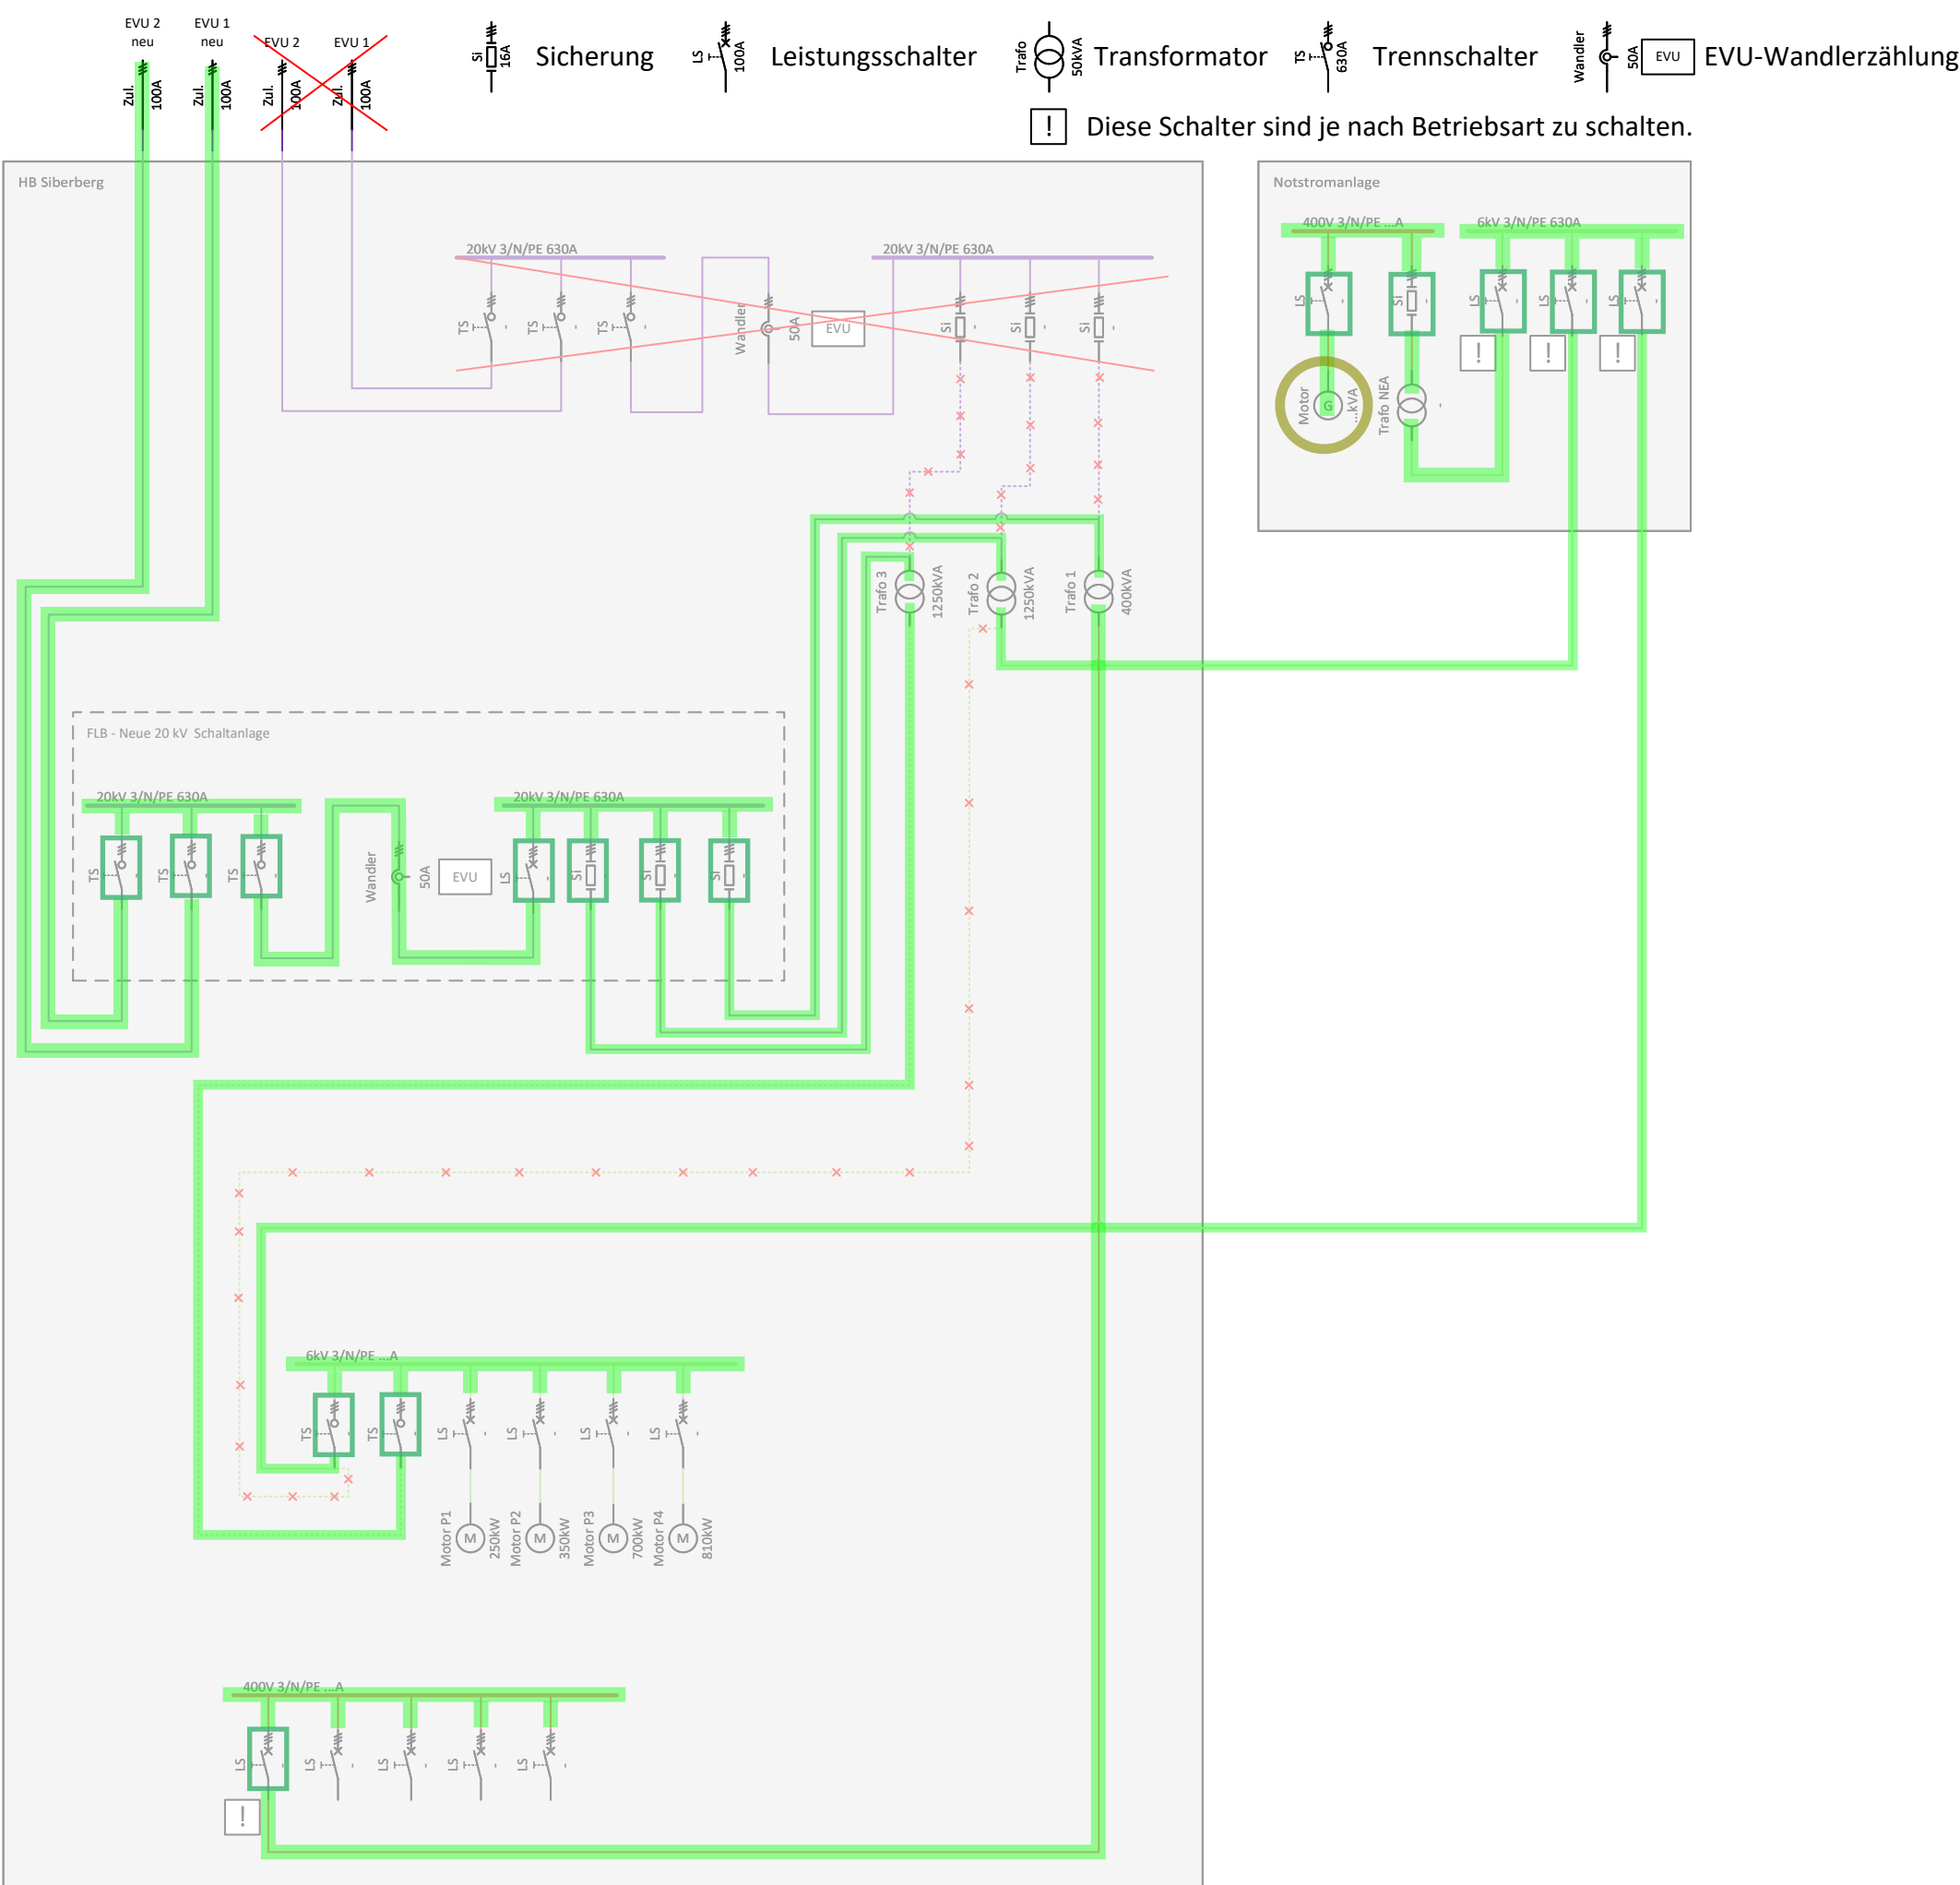 EVU 2
neu
EVU 1
neu
EVU 2
EVU 1
Zul.
100A
Zul.
100A
Zul.
100A
Zul.
100A
Si
16A
Sicherung
LS
100A
Leistungsschalter
Trafo
50kVA
Transformator
TS
630A
Trennschalter
Wandler
50A
EVU
EVU-Wandlerzählung
!
Diese Schalter sind je nach Betriebsart zu schalten.
HB Siberberg
20kV 3/N/PE 630A
20kV 3/N/PE 630A
TS
-
TS
-
TS
-
Wandler
50A
EVU
Si
-
Si
-
Si
-
Notstromanlage
400V 3/N/PE ...A
6kV 3/N/PE 630A
LS
-
Si
-
LS
-
LS
-
LS
-
!
!
!
Motor
G
...kVA
Trafo NEA
-
Trafo 3
1250kVA
Trafo 2
1250kVA
Trafo 1
400kVA
FLB - Neue 20 kV Schaltanlage
20kV 3/N/PE 630A
20kV 3/N/PE 630A
TS
-
TS
-
TS
-
Wandler
50A
EVU
LS
-
Si
-
Si
-
Si
-
6kV 3/N/PE ...A
TS
-
TS
-
LS
-
LS
-
LS
-
LS
-
Motor P1
M
250kW
Motor P2
M
350kW
Motor P3
M
700kW
Motor P4
M
810kW
400V 3/N/PE ...A
LS
-
LS
-
LS
-
LS
-
LS
-
!